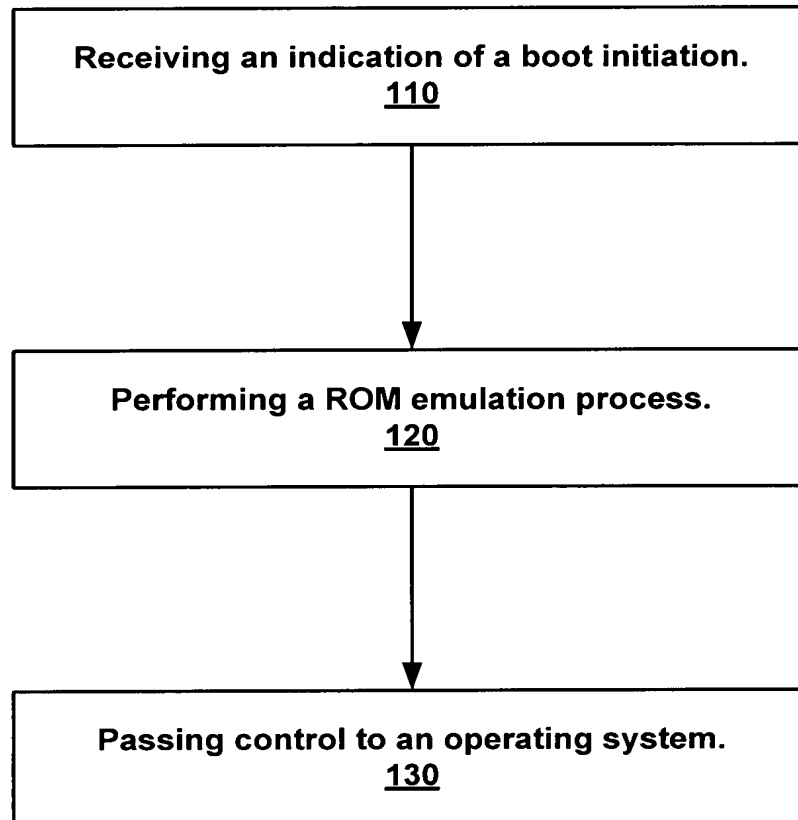 Receiving an indication of a boot initiation.
110
Performing a ROM emulation process.
120
Passing control to an operating system.
130